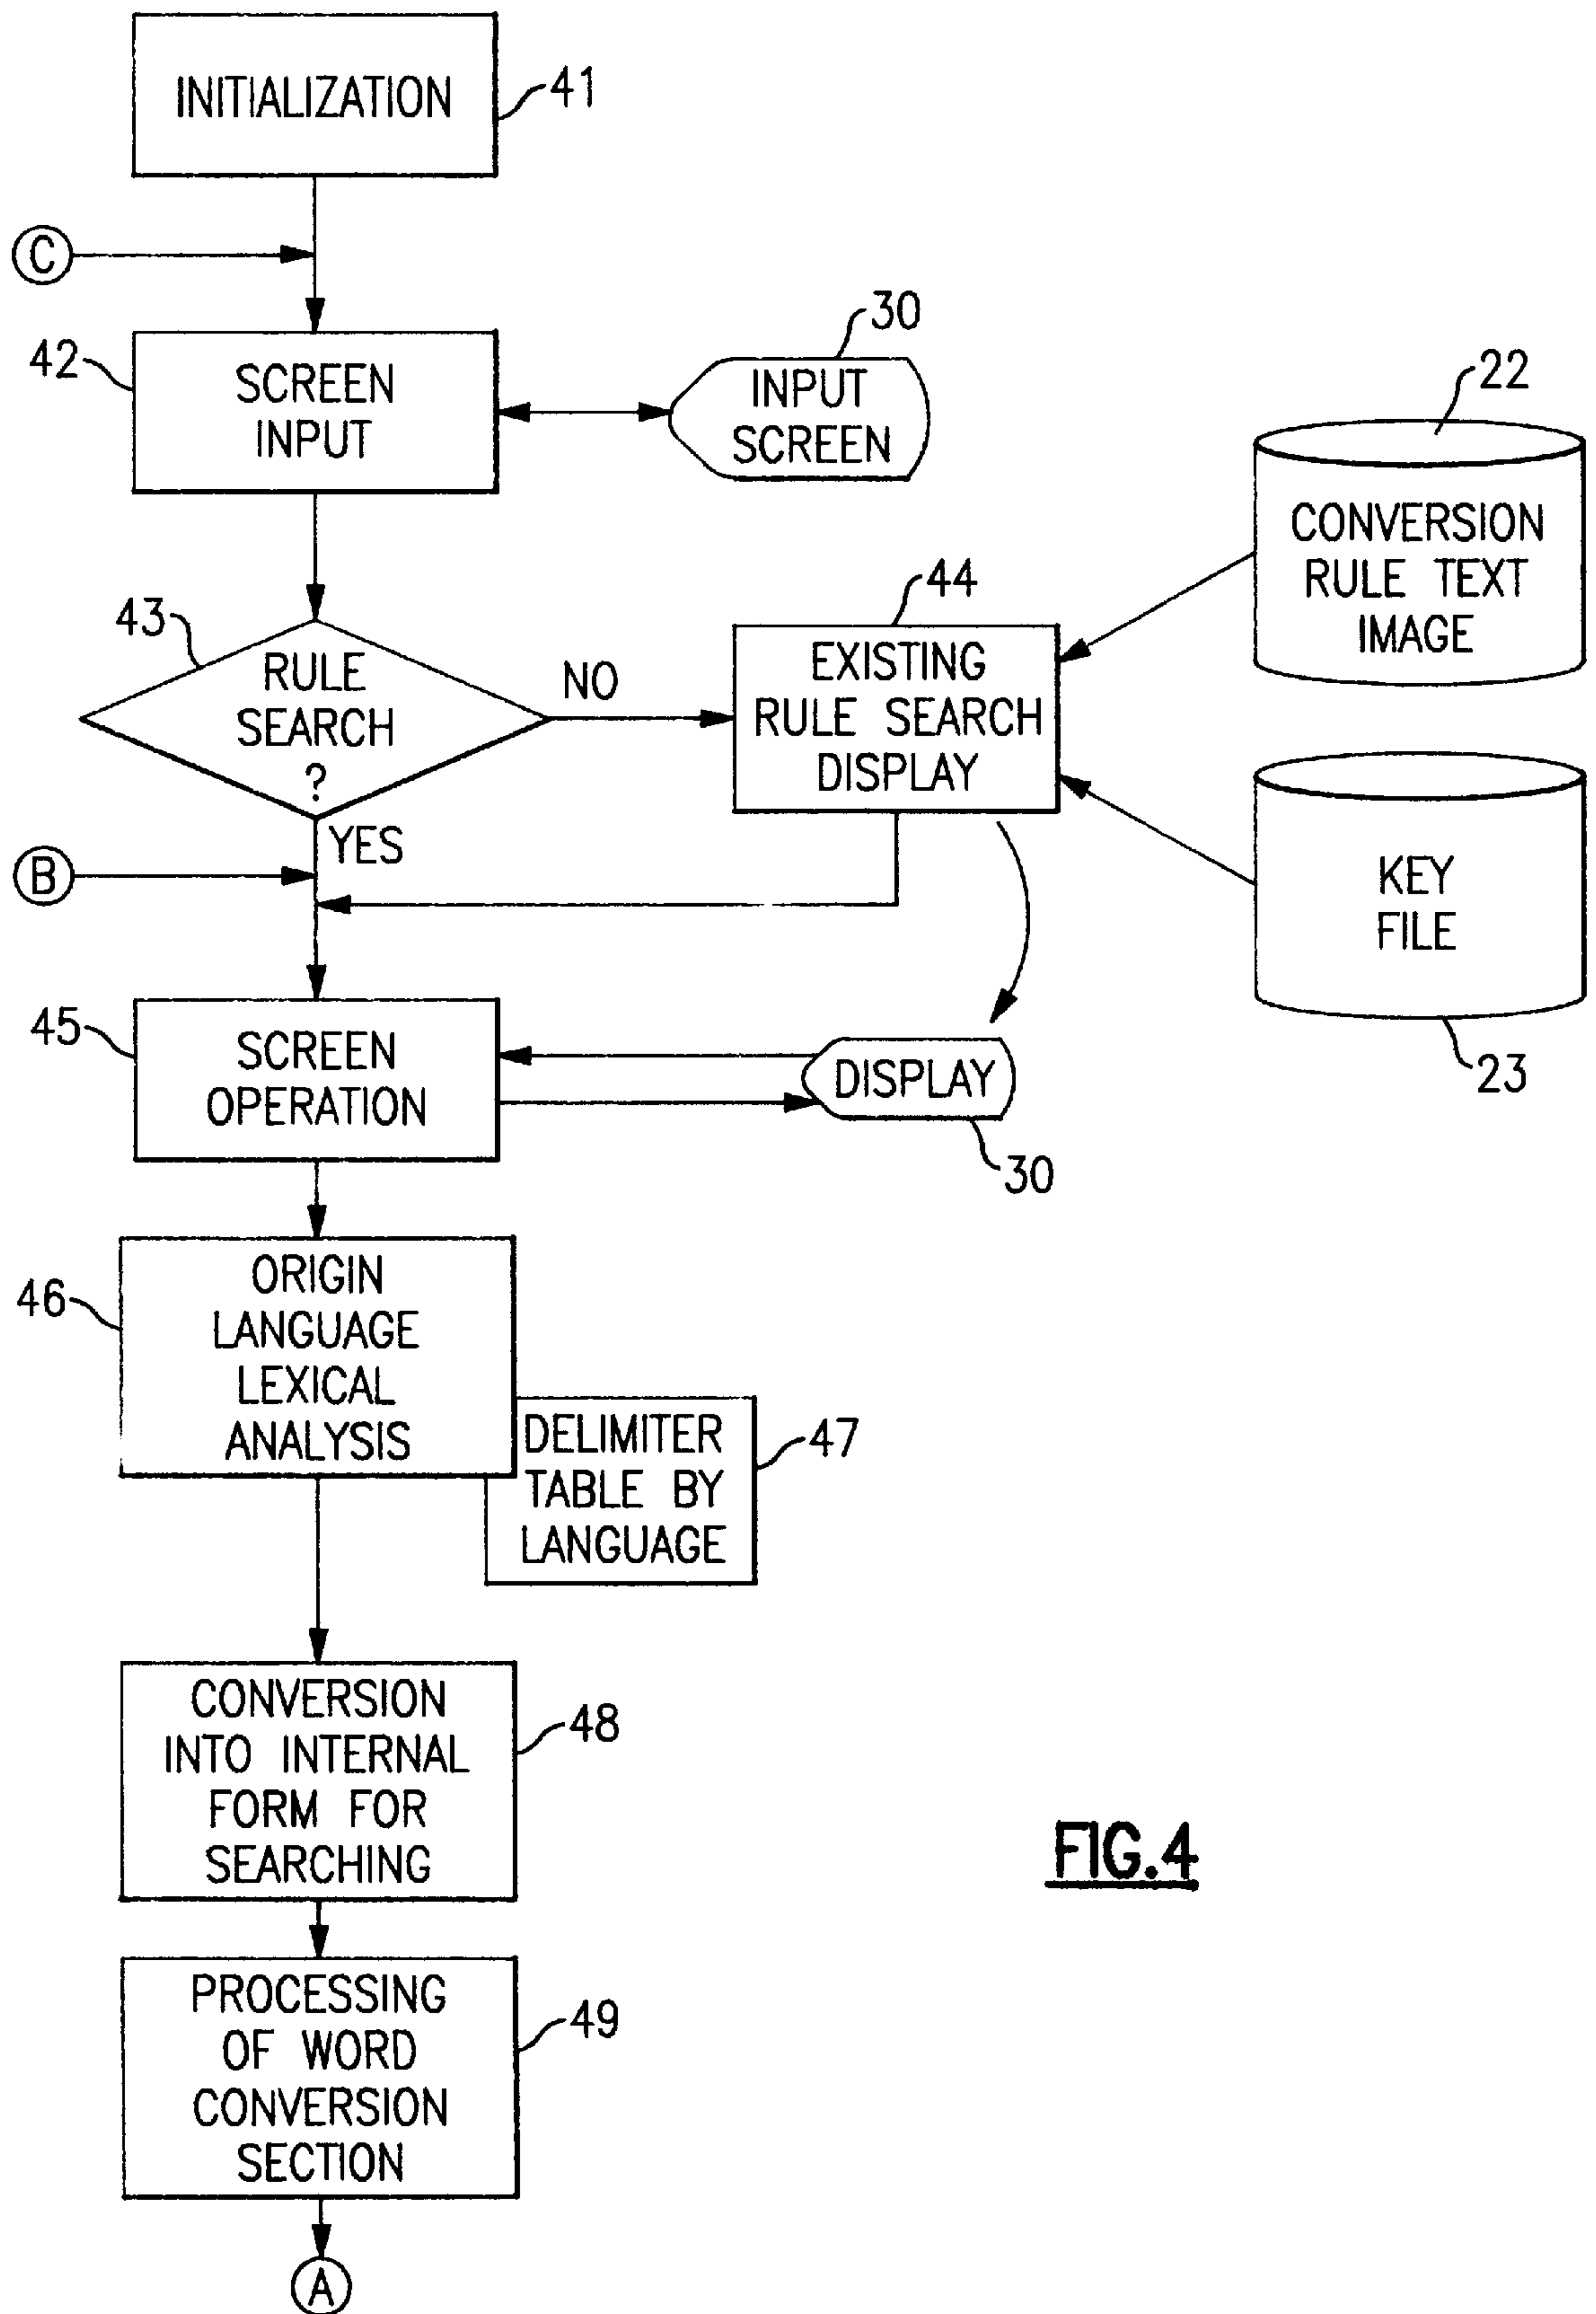 INITIALIZATION
41
C
42
SCREEN
INPUT
30
INPUT
SCREEN
22
CONVERSION
RULE TEXT
IMAGE
43
RULE
SEARCH
?
NO
YES
44
EXISTING
RULE SEARCH
DISPLAY
KEY
FILE
23
B
45
SCREEN
OPERATION
DISPLAY
30
46
ORIGIN
LANGUAGE
LEXICAL
ANALYSIS
DELIMITER
TABLE BY
LANGUAGE
47
CONVERSION
INTO INTERNAL
FORM FOR
SEARCHING
48
FIG.4
PROCESSING
OF WORD
CONVERSION
SECTION
49
A